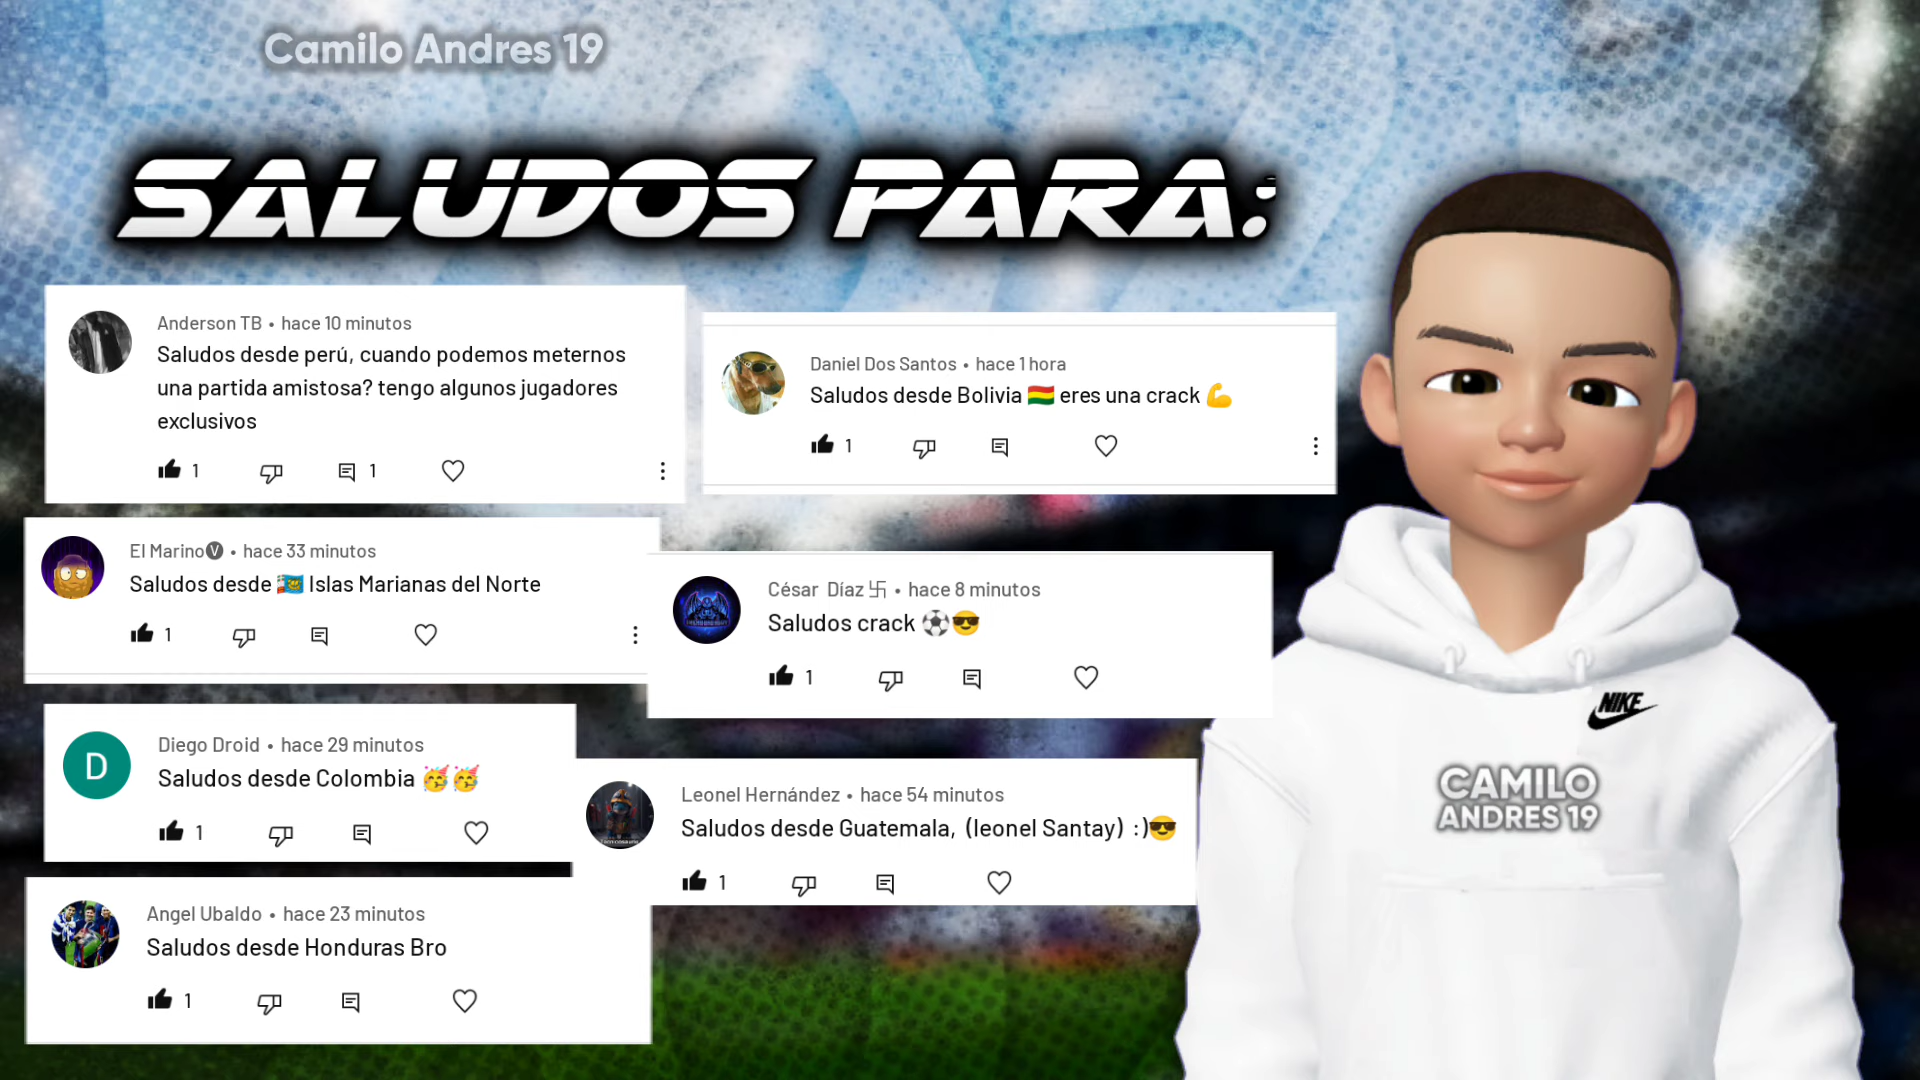 Camilo Andres 19
SALUDOS PARA:
Anderson TB • hace 10 minutos
Saludos desde perú, cuando podemos meternos
una partida amistosa? tengo algunos jugadores
exclusivos
1 1
Daniel Dos Santos • hace 1 hora
Saludos desde Bolivia 🇧🇴 eres una crack 💪
1
El Marino🅥 • hace 33 minutos
Saludos desde 🇲🇵 Islas Marianas del Norte
1
César Díaz 卐 • hace 8 minutos
Saludos crack ⚽😎
1
Diego Droid • hace 29 minutos
D
Saludos desde Colombia 🥳🥳
1
Leonel Hernández • hace 54 minutos
Saludos desde Guatemala, (leonel Santay) :)😎
1
Angel Ubaldo • hace 23 minutos
Saludos desde Honduras Bro
1
NIKE
CAMILO
ANDRES 19